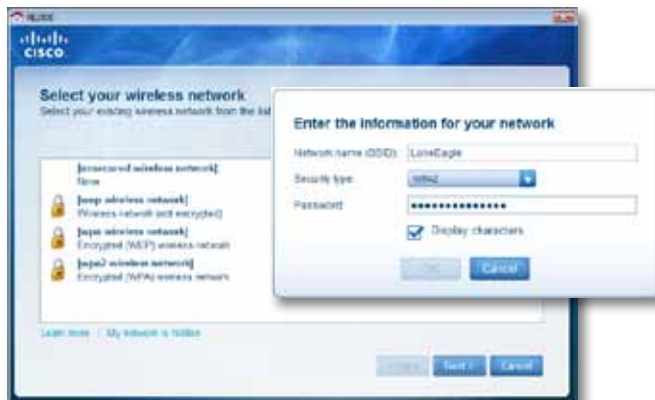 CISCO
Select your wireless network
Select your existing wireless network from the list
[unsecured wireless network]
None
[wep wireless network]
Wireless network (not encrypted)
[wpa wireless network]
Encrypted (WEP) wireless network
[wpa2 wireless network]
Encrypted (WPA) wireless network
Learn more | My network is hidden
Next > Cancel
Enter the information for your network
Network name (SSID): LoneEagle
Security type: WPA2
Password: ••••••••••••••
Display characters
Cancel